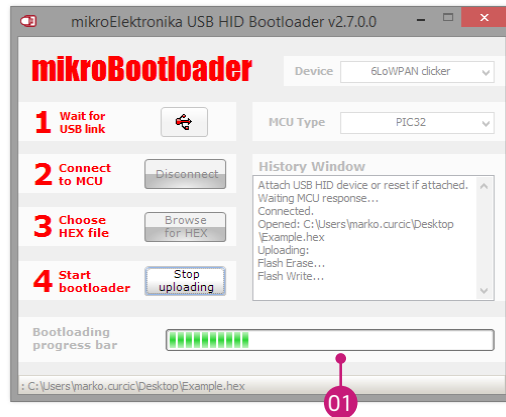 mikroElektronika USB HID Bootloader v2.7.0.0
mikroBootloader
Device 6LoWPAN clicker
1 Wait for
USB link
MCU Type PIC32
2 Connect
to MCU
Disconnect
History Window
Attach USB HID device or reset if attached.
Waiting MCU response...
Connected.
Opened: C:\Users\marko.curcic\Desktop
\Example.hex
Uploading:
Flash Erase...
Flash Write...
3 Choose
HEX file
Browse
for HEX
4 Start
bootloader
Stop
uploading
Bootloading
progress bar
: C:\Users\marko.curcic\Desktop\Example.hex
01